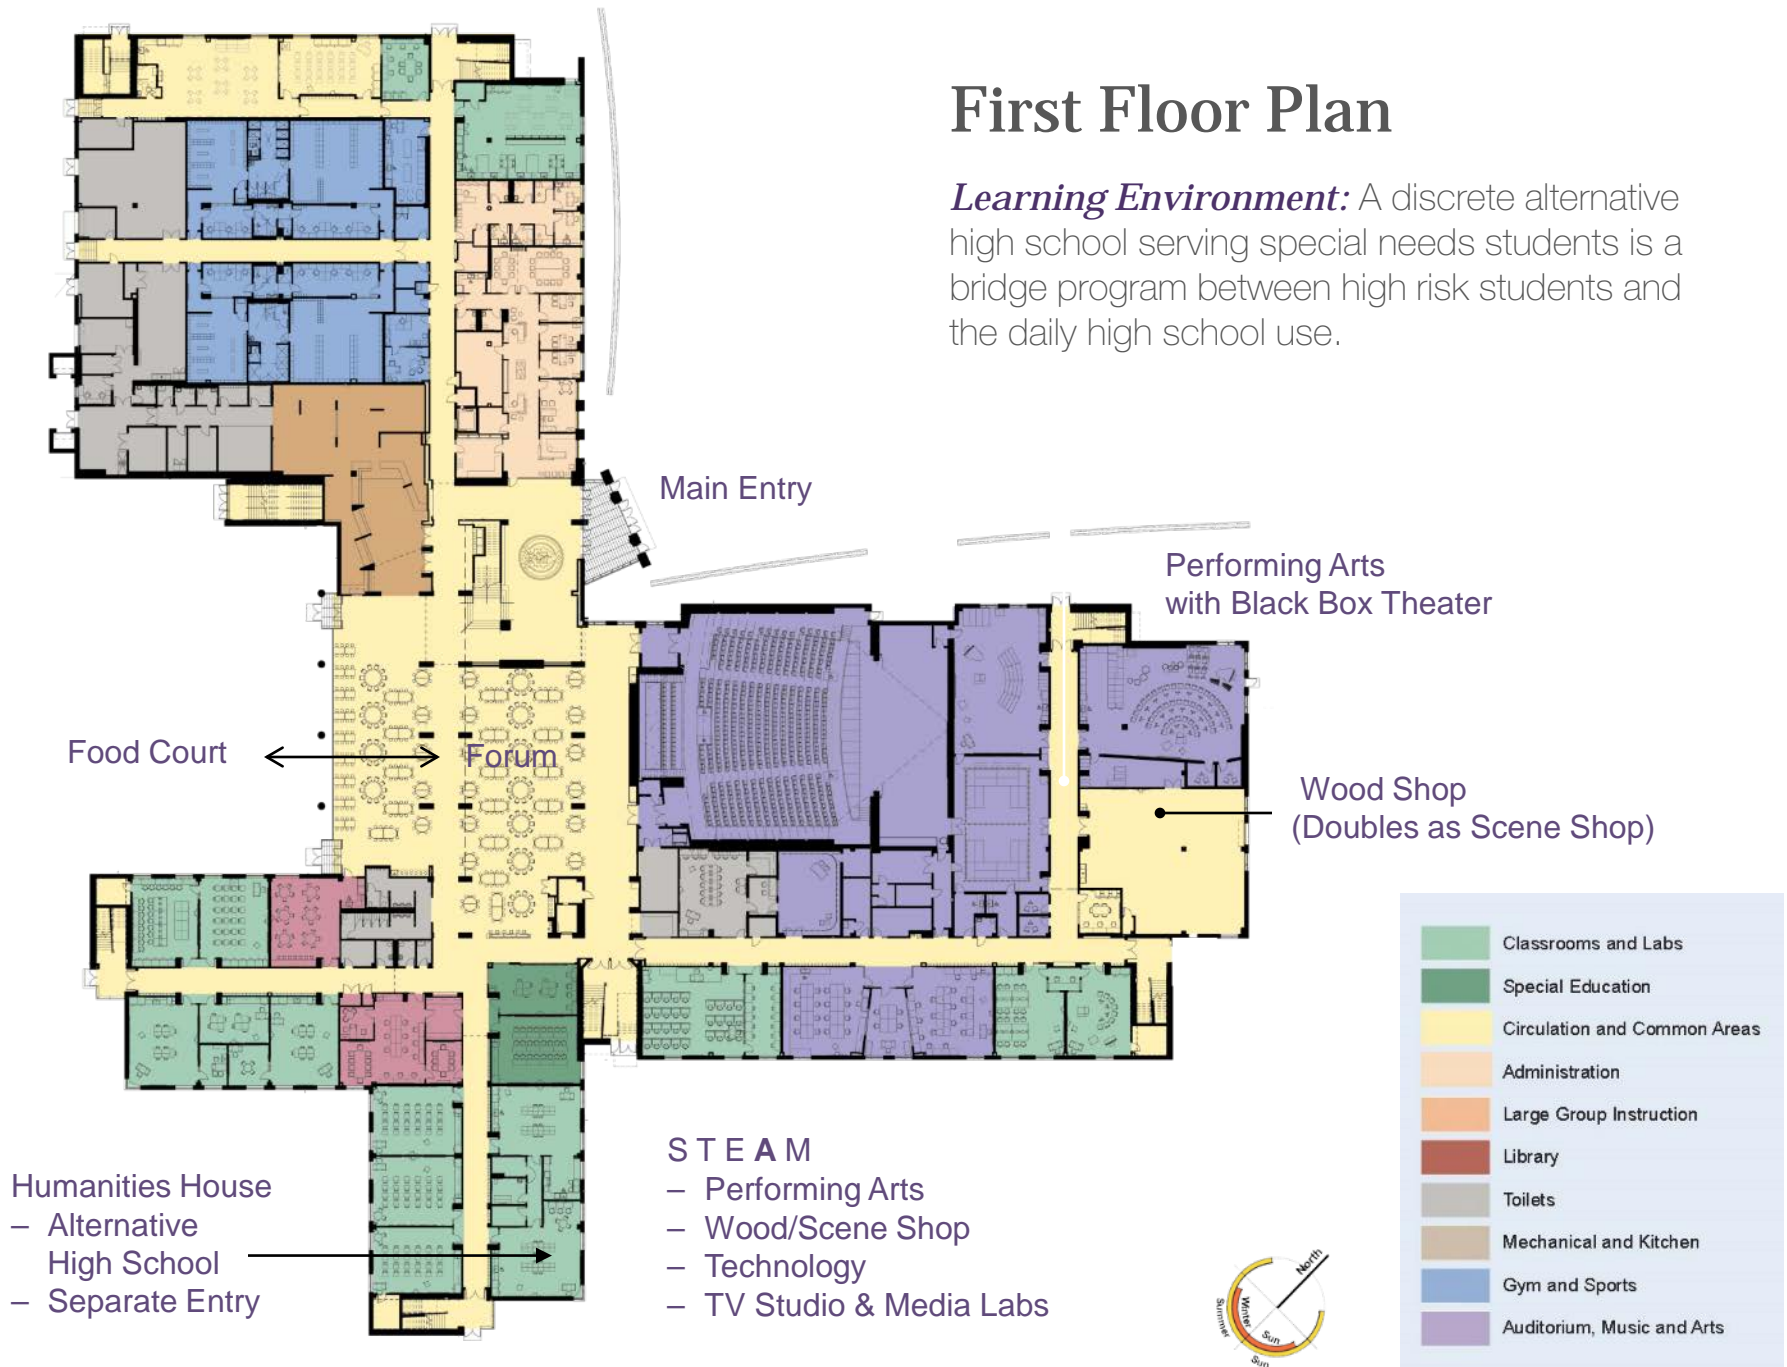 First Floor Plan
Learning Environment: A discrete alternative
high school serving special needs students is a
bridge program between high risk students and
the daily high school use.
Main Entry
Performing Arts
with Black Box Theater
Food Court
Forum
Wood Shop
(Doubles as Scene Shop)
Classrooms and Labs
Special Education
Circulation and Common Areas
Administration
Large Group Instruction
Library
Toilets
Mechanical and Kitchen
Gym and Sports
Auditorium, Music and Arts
Humanities House
– Alternative
High School
– Separate Entry
S T E A M
– Performing Arts
– Wood/Scene Shop
– Technology
– TV Studio & Media Labs
North
Summer
Winter
Sun
Sun